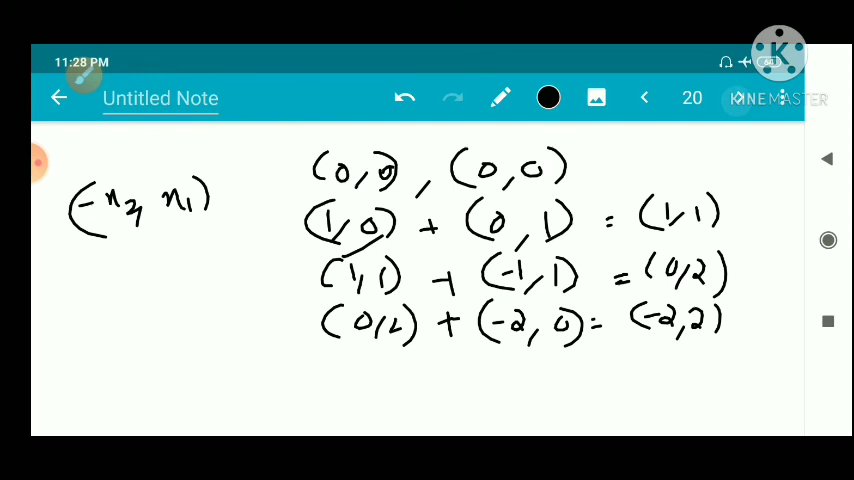 11:28 PM
Untitled Note
20
KINEMASTER
K
(-x2, x1)
(0,0), (0,0)
(1,0) + (0,1) = (1,1)
(1,1) + (-1,1) = (0,2)
(0,2) + (-2,0) = (-2,2)